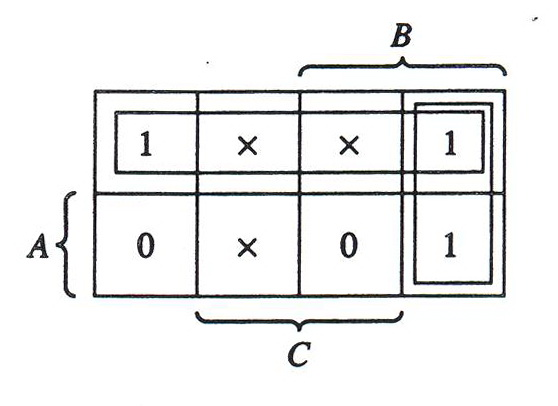 B
1 × × 1
A 0 × 0 1
C